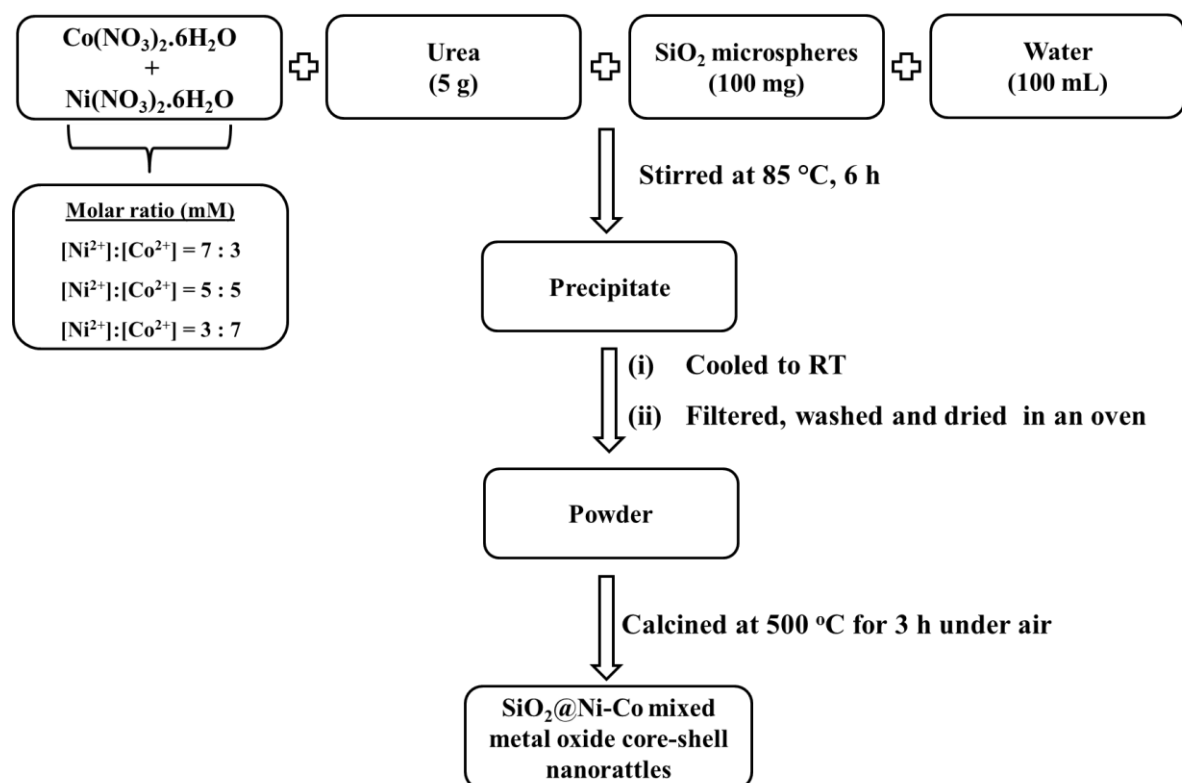 Co(NO₃)₂.6H₂O
+
Ni(NO₃)₂.6H₂O
Urea
(5 g)
SiO₂ microspheres
(100 mg)
Water
(100 mL)
Molar ratio (mM)
[Ni²⁺]:[Co²⁺] = 7 : 3
[Ni²⁺]:[Co²⁺] = 5 : 5
[Ni²⁺]:[Co²⁺] = 3 : 7
Stirred at 85 °C, 6 h
Precipitate
(i) Cooled to RT
(ii) Filtered, washed and dried in an oven
Powder
Calcined at 500 °C for 3 h under air
SiO₂@Ni-Co mixed
metal oxide core-shell
nanorattles